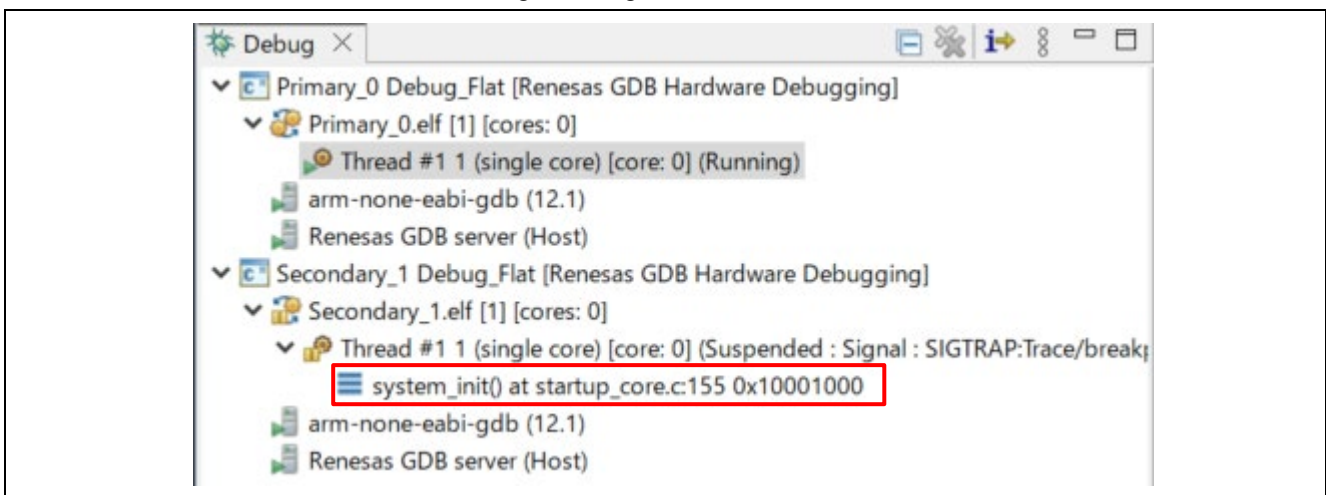 Debug
Primary_0 Debug_Flat [Renesas GDB Hardware Debugging]
Primary_0.elf [1] [cores: 0]
Thread #1 1 (single core) [core: 0] (Running)
arm-none-eabi-gdb (12.1)
Renesas GDB server (Host)
Secondary_1 Debug_Flat [Renesas GDB Hardware Debugging]
Secondary_1.elf [1] [cores: 0]
Thread #1 1 (single core) [core: 0] (Suspended : Signal : SIGTRAP:Trace/break
system_init() at startup_core.c:155 0x10001000
arm-none-eabi-gdb (12.1)
Renesas GDB server (Host)